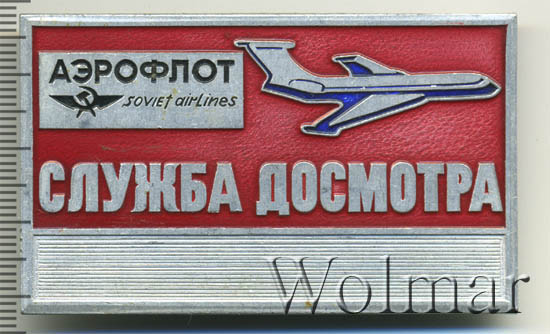 АЭРОФЛОТ
SOVIET AIRLINES
СЛУЖБА ДОСМОТРА
Wolmar